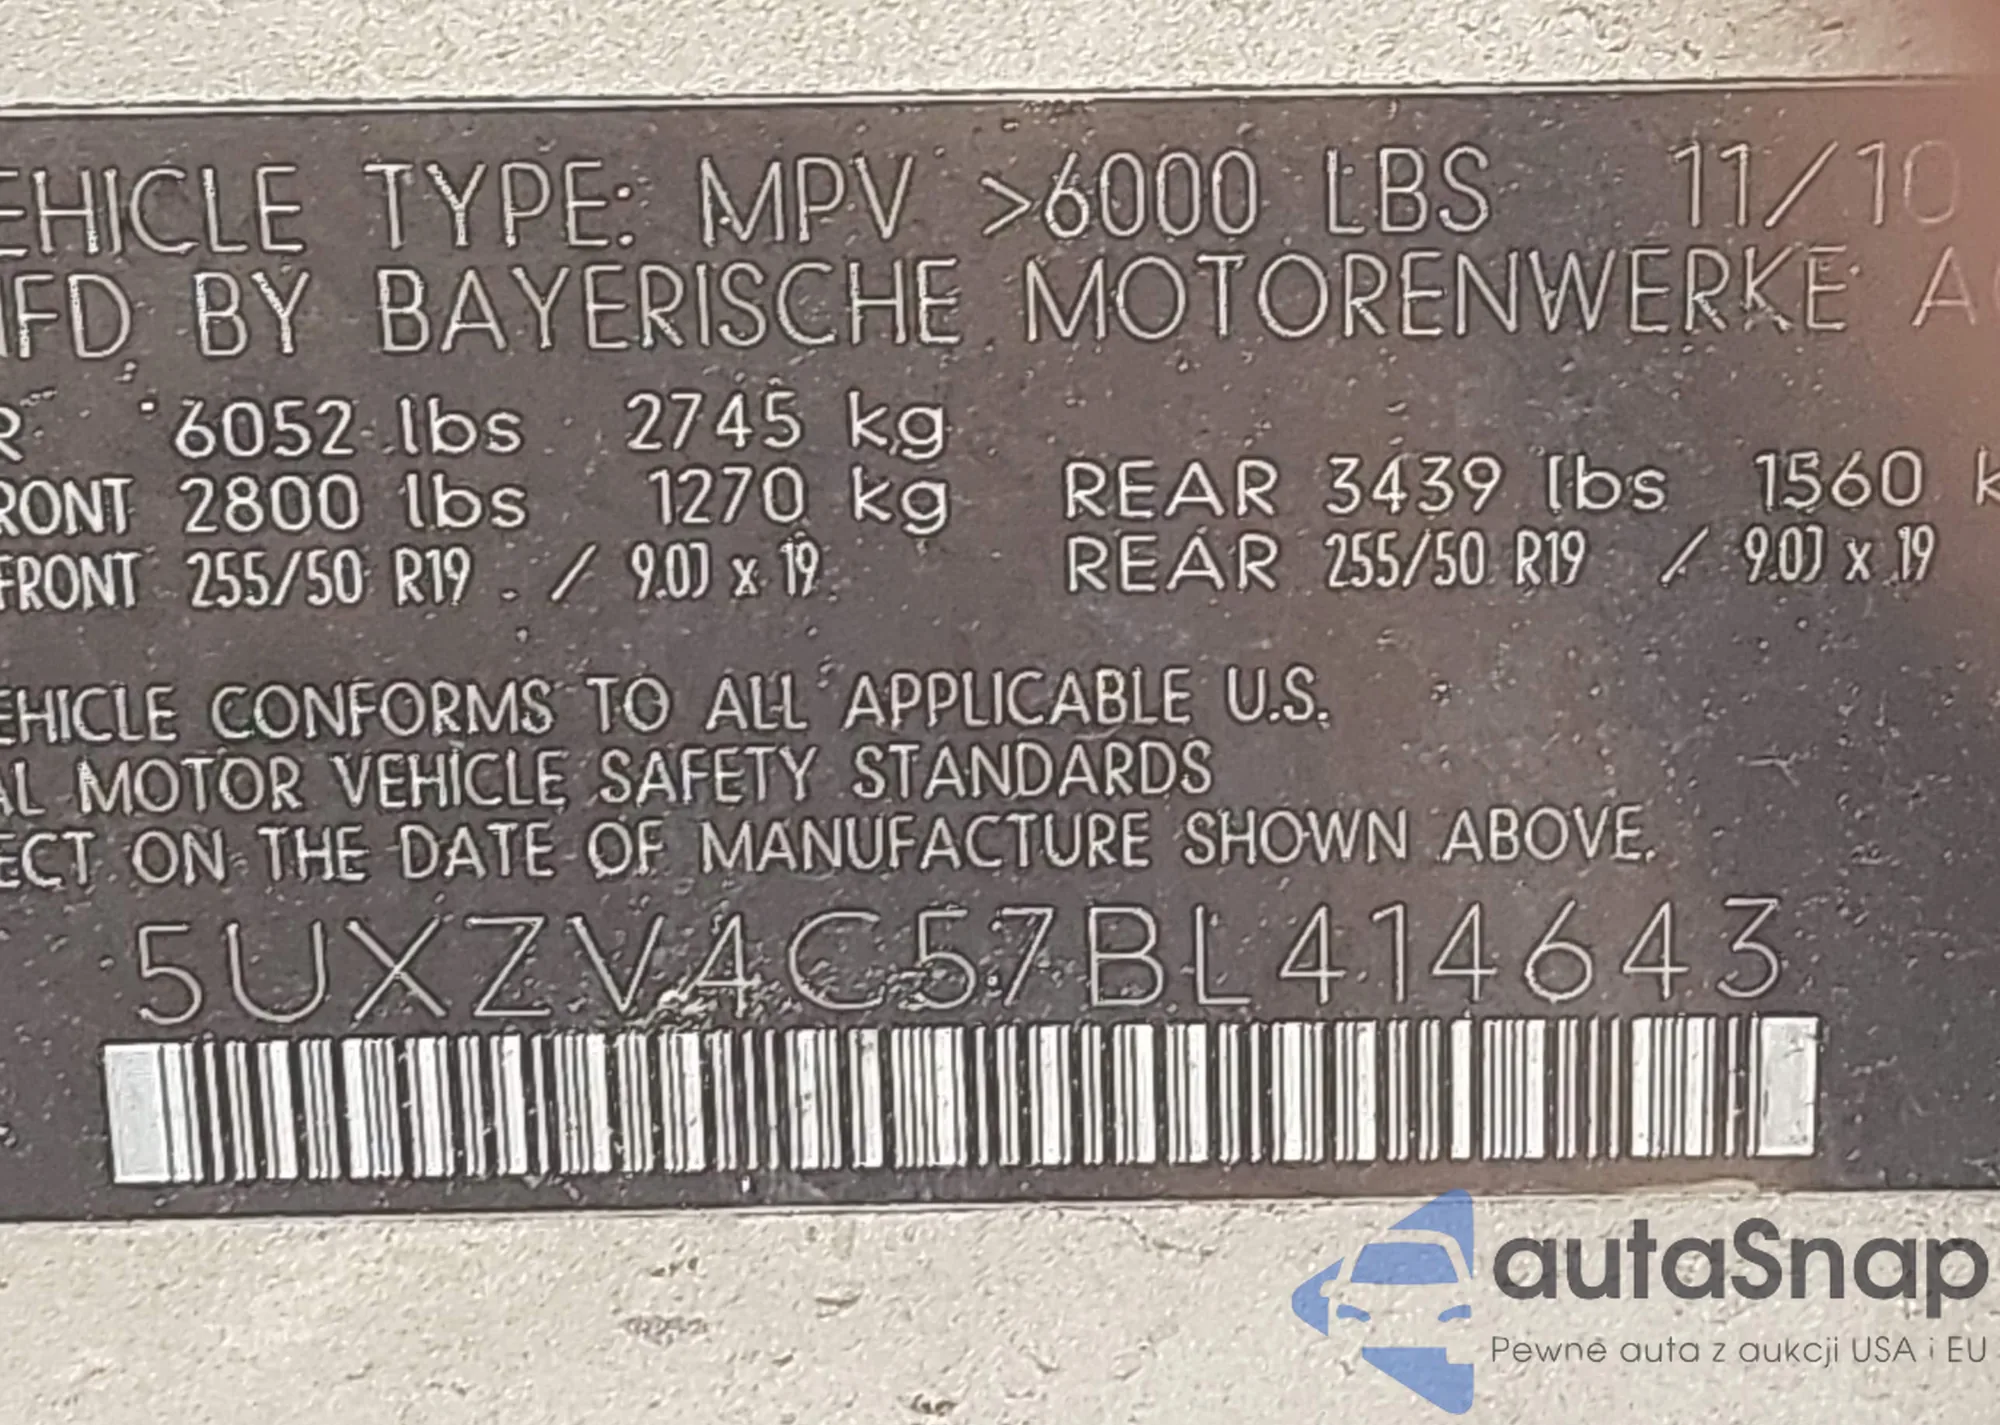 EHICLE TYPE: MPV >6000 LBS 11/10
MFD BY BAYERISCHE MOTORENWERKE AG
R 6052 lbs 2745 kg
RONT 2800 lbs 1270 kg REAR 3439 lbs 1560 k
FRONT 255/50 R19 / 9.0J x 19 REAR 255/50 R19 / 9.0J x 19
EHICLE CONFORMS TO ALL APPLICABLE U.S.
AL MOTOR VEHICLE SAFETY STANDARDS
ECT ON THE DATE OF MANUFACTURE SHOWN ABOVE.
5UXZV4C57BL414643
autaSnap
Pewne auta z aukcji USA i EU